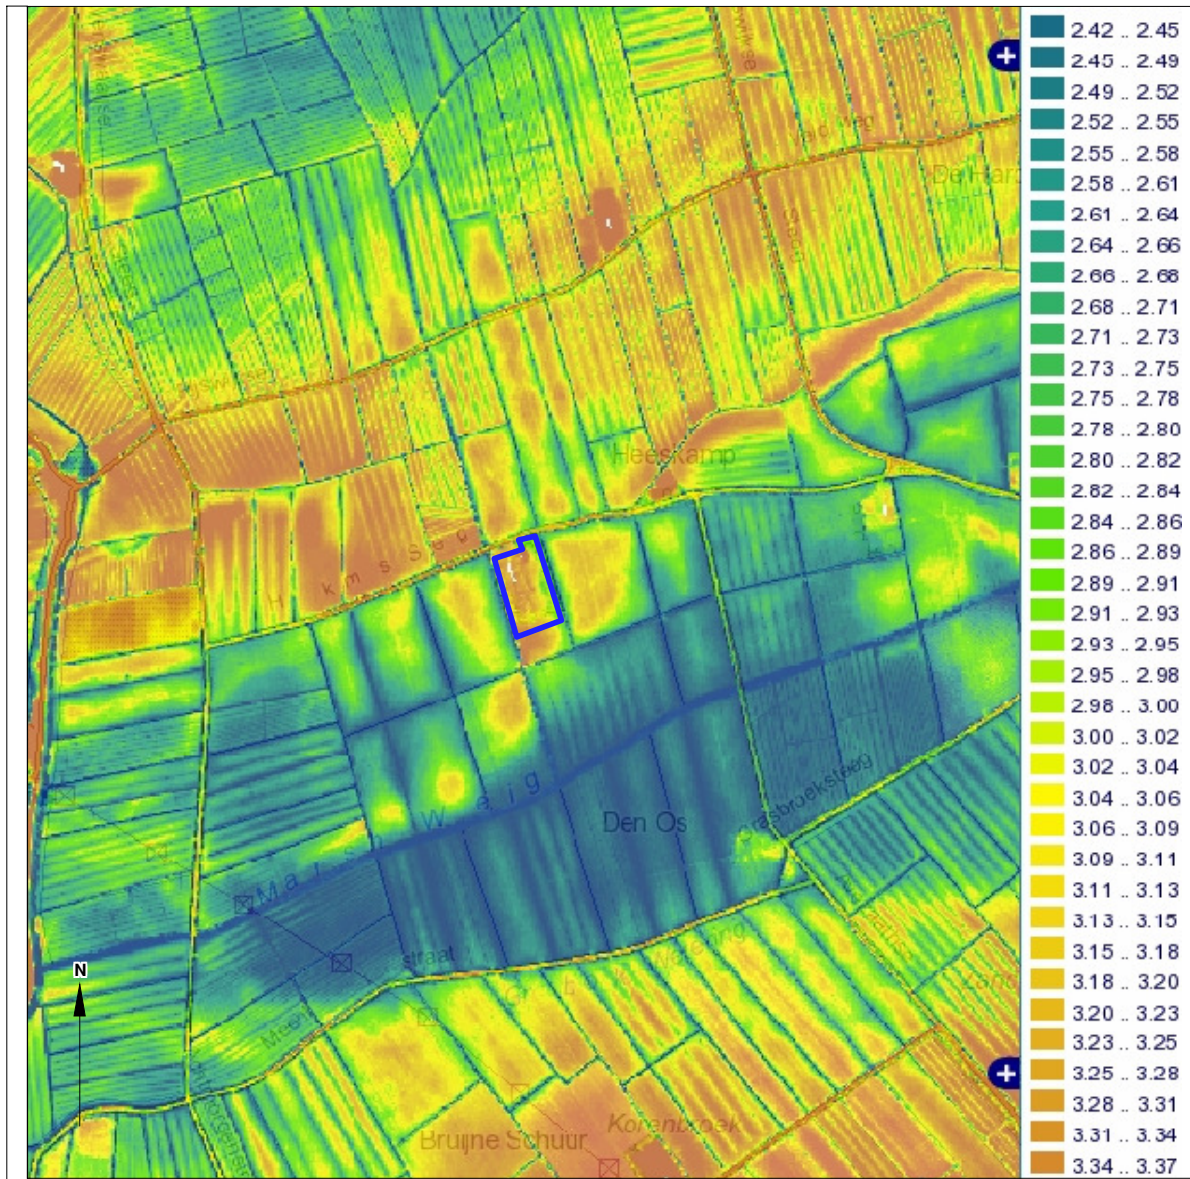 2.42 .. 2.45
2.45 .. 2.49
2.49 .. 2.52
2.52 .. 2.55
2.55 .. 2.58
2.58 .. 2.61
2.61 .. 2.64
2.64 .. 2.66
2.66 .. 2.68
2.68 .. 2.71
2.71 .. 2.73
2.73 .. 2.75
2.75 .. 2.78
2.78 .. 2.80
2.80 .. 2.82
2.82 .. 2.84
2.84 .. 2.86
2.86 .. 2.89
2.89 .. 2.91
2.91 .. 2.93
2.93 .. 2.95
2.95 .. 2.98
2.98 .. 3.00
3.00 .. 3.02
3.02 .. 3.04
3.04 .. 3.06
3.06 .. 3.09
3.09 .. 3.11
3.11 .. 3.13
3.13 .. 3.15
3.15 .. 3.18
3.18 .. 3.20
3.20 .. 3.23
3.23 .. 3.25
3.25 .. 3.28
3.28 .. 3.31
3.31 .. 3.34
3.34 .. 3.37
Heeskamp
Den Os
Grasbroeksteeg
straat
N
Bruijne Schuur
Korenbroek